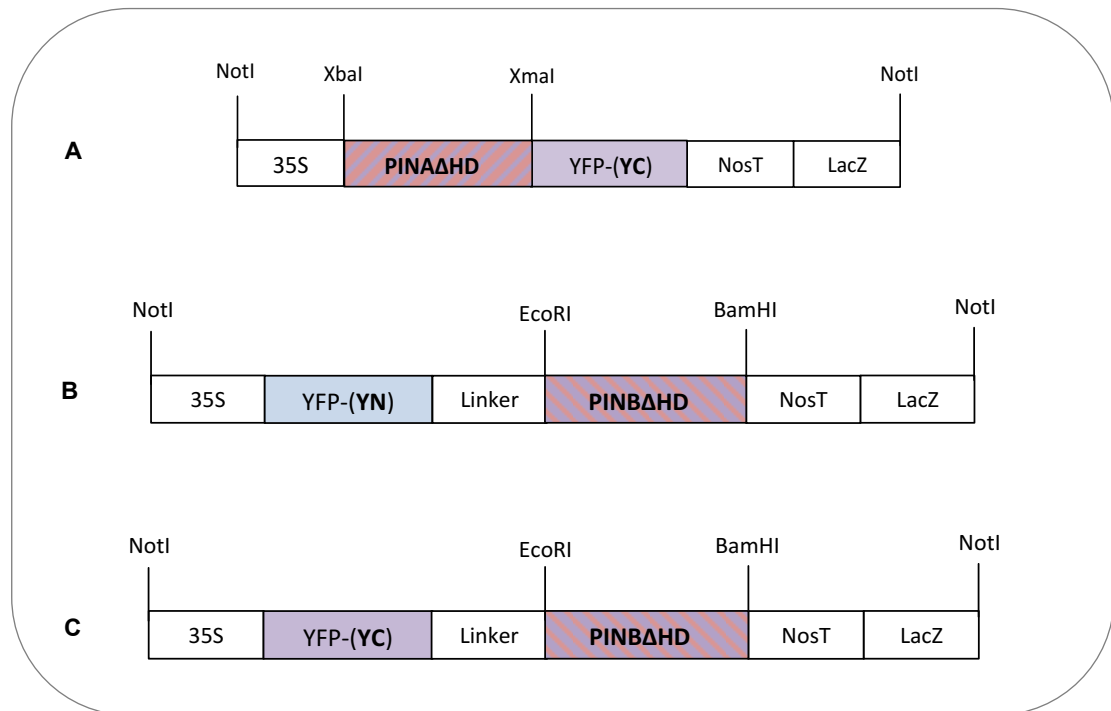 NotI XbaI XmaI NotI
A 35S PINAΔHD YFP-(YC) NosT LacZ
NotI EcoRI BamHI NotI
B 35S YFP-(YN) Linker PINBΔHD NosT LacZ
NotI EcoRI BamHI NotI
C 35S YFP-(YC) Linker PINBΔHD NosT LacZ